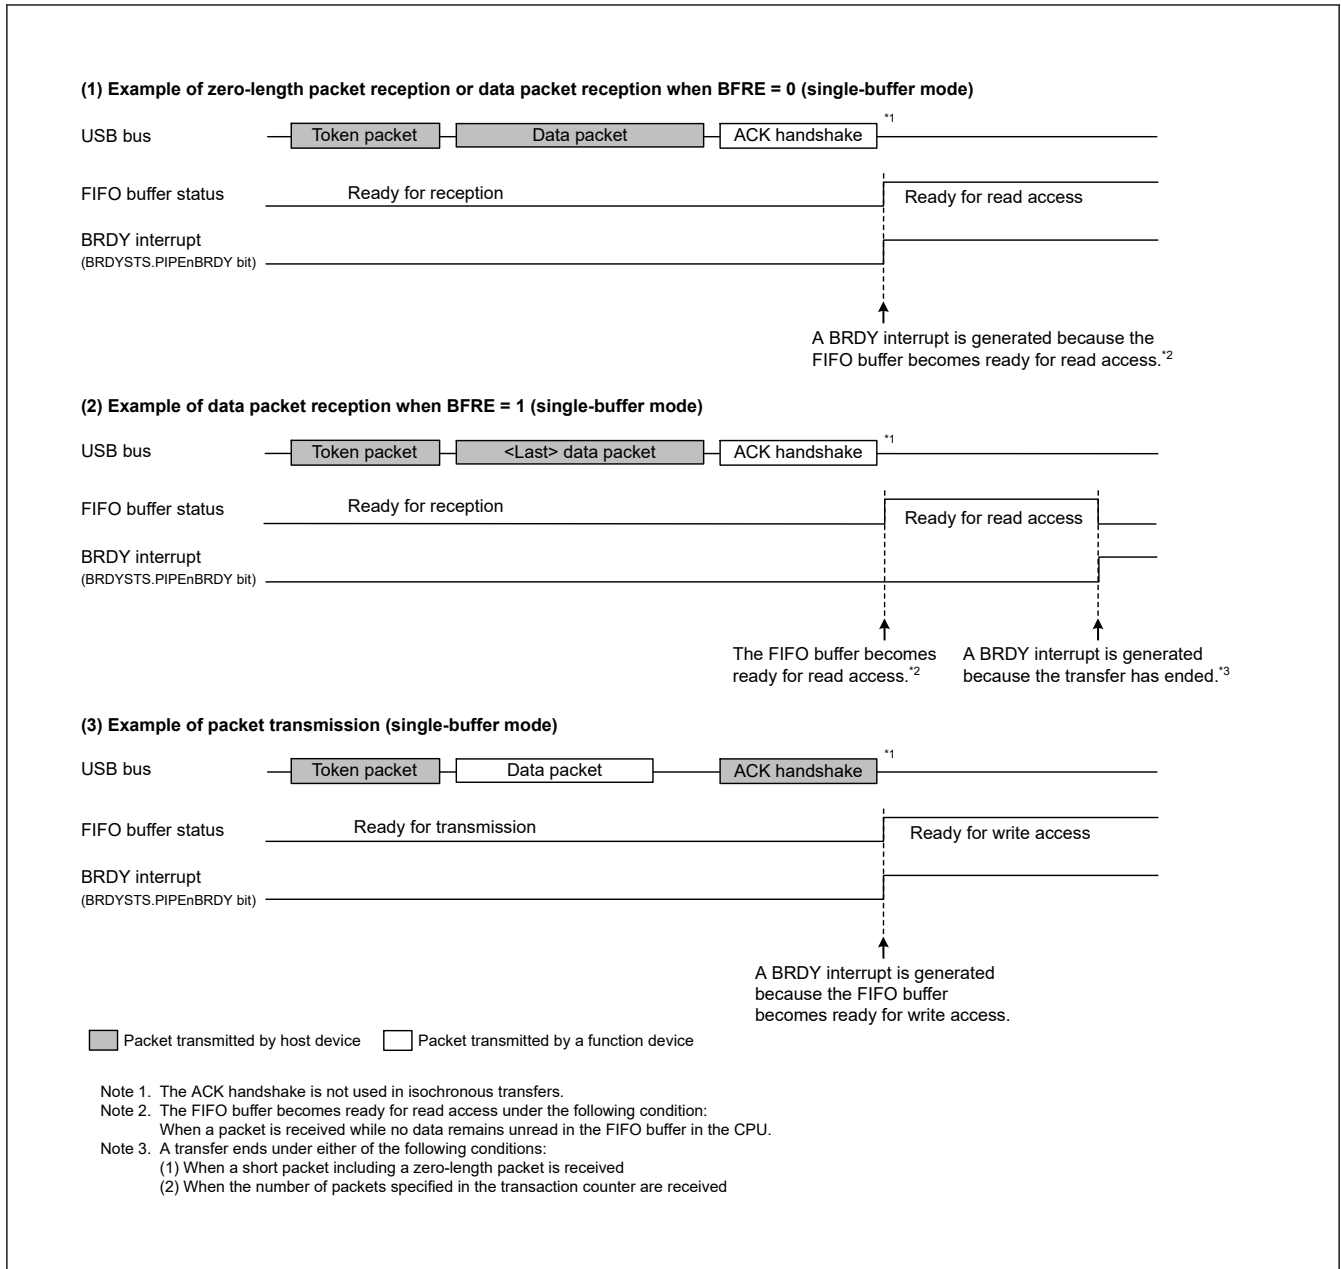 (1) Example of zero-length packet reception or data packet reception when BFRE = 0 (single-buffer mode)
USB bus Token packet Data packet ACK handshake *1
FIFO buffer status Ready for reception Ready for read access
BRDY interrupt
(BRDYSTS.PIPEnBRDY bit)
A BRDY interrupt is generated because the
FIFO buffer becomes ready for read access.*2
(2) Example of data packet reception when BFRE = 1 (single-buffer mode)
USB bus Token packet <Last> data packet ACK handshake *1
FIFO buffer status Ready for reception Ready for read access
BRDY interrupt
(BRDYSTS.PIPEnBRDY bit)
The FIFO buffer becomes
ready for read access.*2
A BRDY interrupt is generated
because the transfer has ended.*3
(3) Example of packet transmission (single-buffer mode)
USB bus Token packet Data packet ACK handshake *1
FIFO buffer status Ready for transmission Ready for write access
BRDY interrupt
(BRDYSTS.PIPEnBRDY bit)
A BRDY interrupt is generated
because the FIFO buffer
becomes ready for write access.
Packet transmitted by host device Packet transmitted by a function device
Note 1. The ACK handshake is not used in isochronous transfers.
Note 2. The FIFO buffer becomes ready for read access under the following condition:
When a packet is received while no data remains unread in the FIFO buffer in the CPU.
Note 3. A transfer ends under either of the following conditions:
(1) When a short packet including a zero-length packet is received
(2) When the number of packets specified in the transaction counter are received